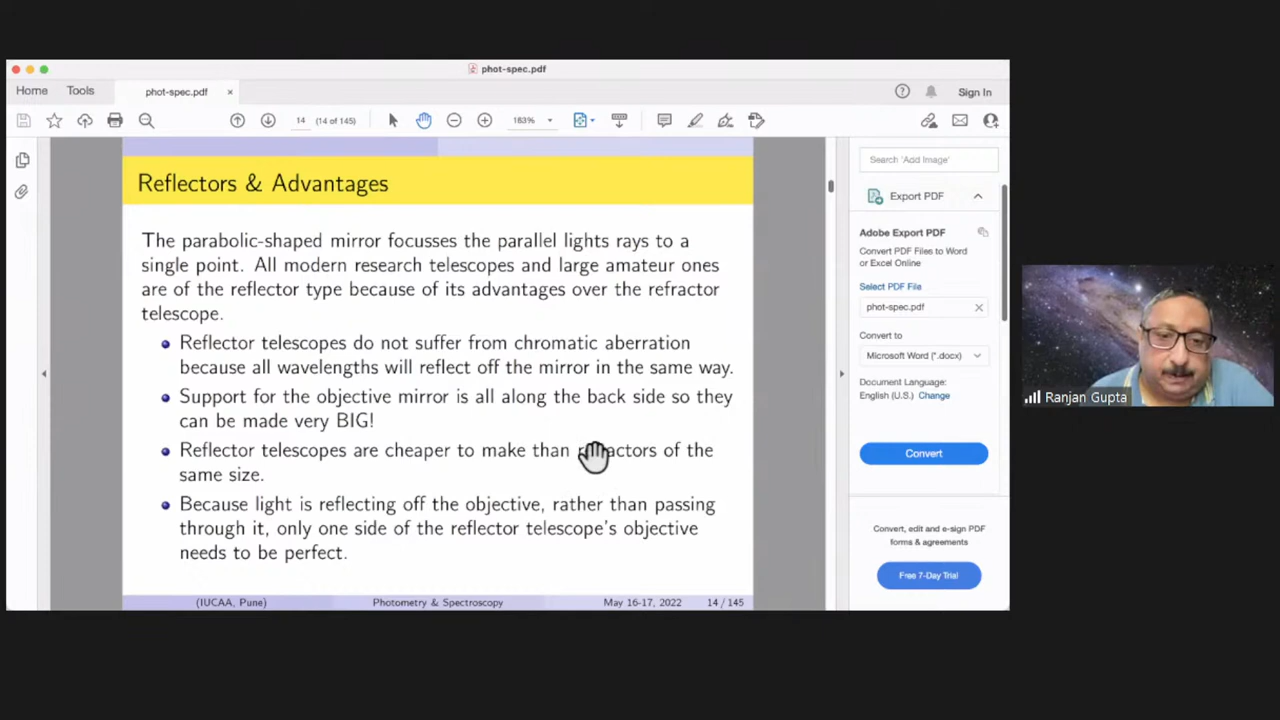 phot-spec.pdf
Home
Tools
phot-spec.pdf ×
Sign In
14 (14 of 145)
163%
Reflectors & Advantages
The parabolic-shaped mirror focusses the parallel lights rays to a
single point. All modern research telescopes and large amateur ones
are of the reflector type because of its advantages over the refractor
telescope.
Reflector telescopes do not suffer from chromatic aberration
because all wavelengths will reflect off the mirror in the same way.
Support for the objective mirror is all along the back side so they
can be made very BIG!
Reflector telescopes are cheaper to make than refractors of the
same size.
Because light is reflecting off the objective, rather than passing
through it, only one side of the reflector telescope's objective
needs to be perfect.
(IUCAA, Pune)
Photometry & Spectroscopy
May 16-17, 2022
14 / 145
Search 'Add Image'
Export PDF
Adobe Export PDF
Convert PDF Files to Word
or Excel Online
Select PDF File
phot-spec.pdf
Convert to
Microsoft Word (*.docx)
Document Language:
English (U.S.) Change
Convert
Convert, edit and e-sign PDF
forms & agreements
Free 7-Day Trial
Ranjan Gupta